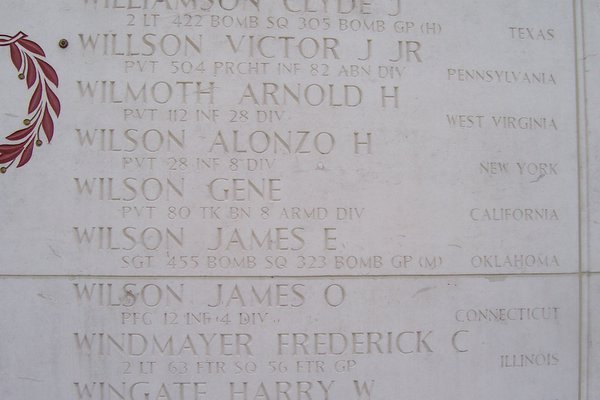 WILLIAMSON CLYDE J
2 LT 422 BOMB SQ 305 BOMB GP (H) TEXAS
WILLSON VICTOR J JR
PVT 504 PRCHT INF 82 ABN DIV PENNSYLVANIA
WILMOTH ARNOLD H
PVT 112 INF 28 DIV WEST VIRGINIA
WILSON ALONZO H
PVT 28 INF 8 DIV NEW YORK
WILSON GENE
PVT 80 TK BN 8 ARMD DIV CALIFORNIA
WILSON JAMES E
SGT 455 BOMB SQ 323 BOMB GP (M) OKLAHOMA
WILSON JAMES O
PFC 12 INF 4 DIV CONNECTICUT
WINDMAYER FREDERICK C
2 LT 63 FTR SQ 56 FTR GP ILLINOIS
WINGATE HARRY W